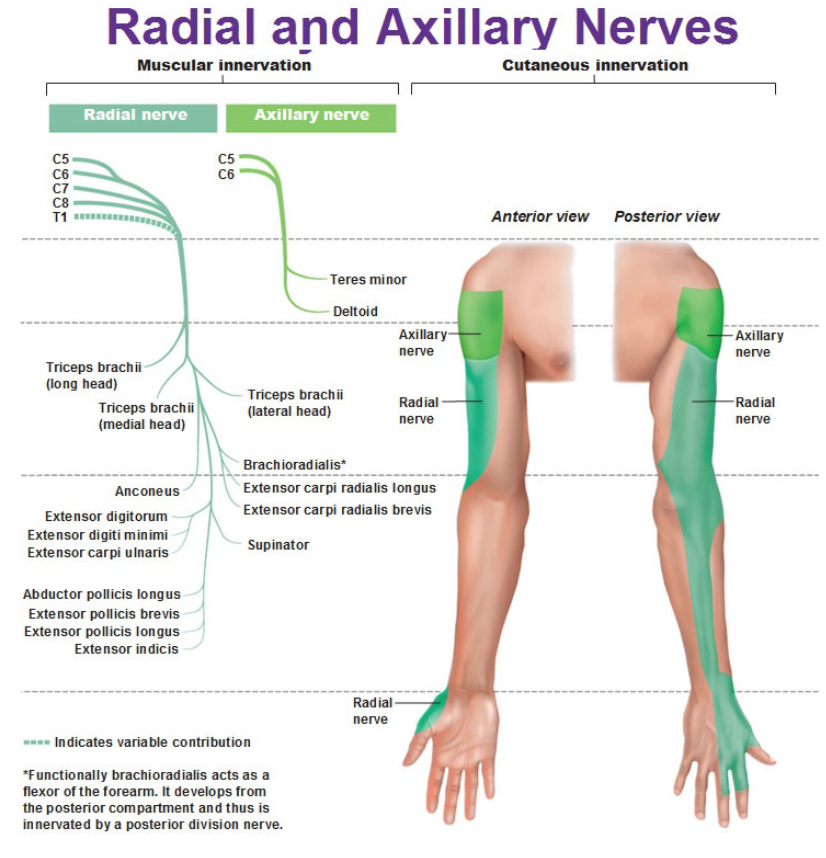 Radial and Axillary Nerves
Muscular innervation
Cutaneous innervation
Radial nerve
Axillary nerve
C5
C6
C7
C8
T1
C5
C6
Anterior view
Posterior view
Teres minor
Deltoid
Axillary
nerve
Axillary
nerve
Triceps brachii
(long head)
Triceps brachii
(medial head)
Triceps brachii
(lateral head)
Radial
nerve
Radial
nerve
Brachioradialis*
Anconeus
Extensor carpi radialis longus
Extensor carpi radialis brevis
Extensor digitorum
Extensor digiti minimi
Extensor carpi ulnaris
Supinator
Abductor pollicis longus
Extensor pollicis brevis
Extensor pollicis longus
Extensor indicis
Radial
nerve
Indicates variable contribution
*Functionally brachioradialis acts as a
flexor of the forearm. It develops from
the posterior compartment and thus is
innervated by a posterior division nerve.